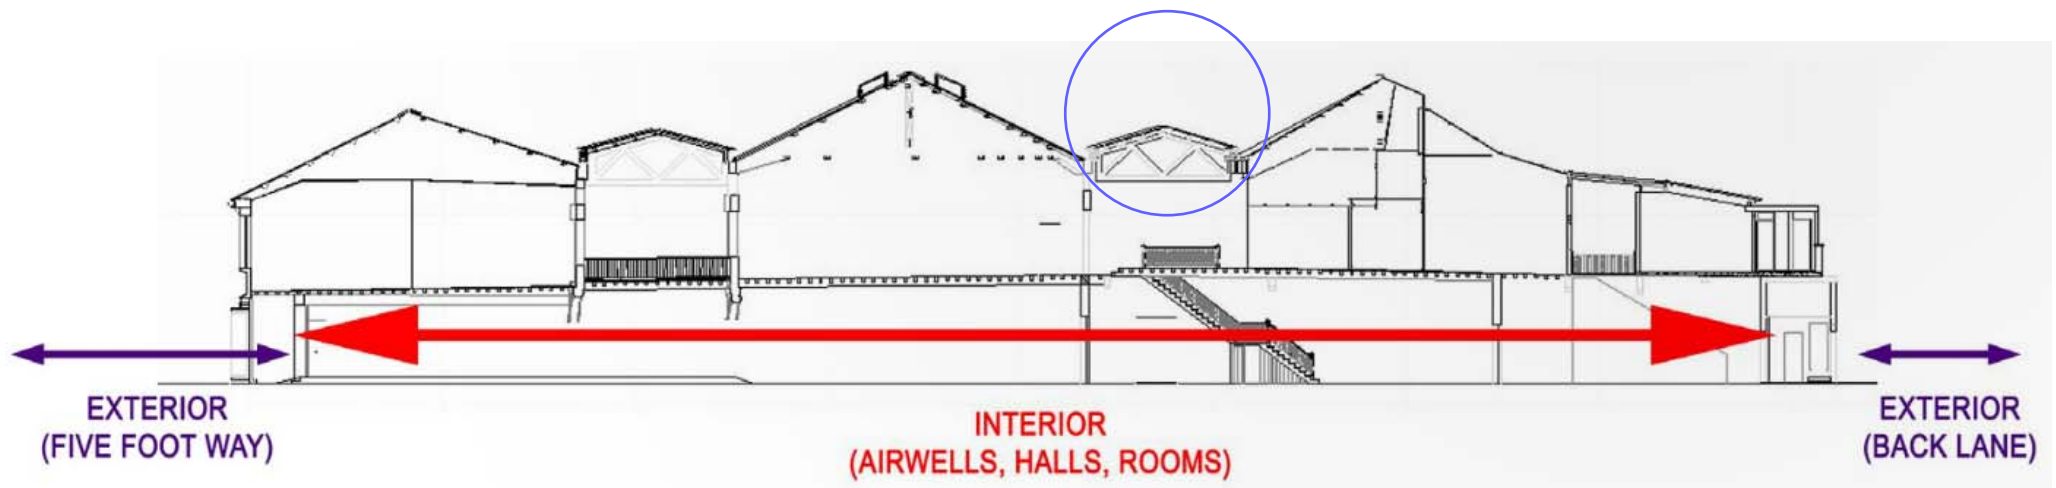 EXTERIOR
(FIVE FOOT WAY)
INTERIOR
(AIRWELLS, HALLS, ROOMS)
EXTERIOR
(BACK LANE)